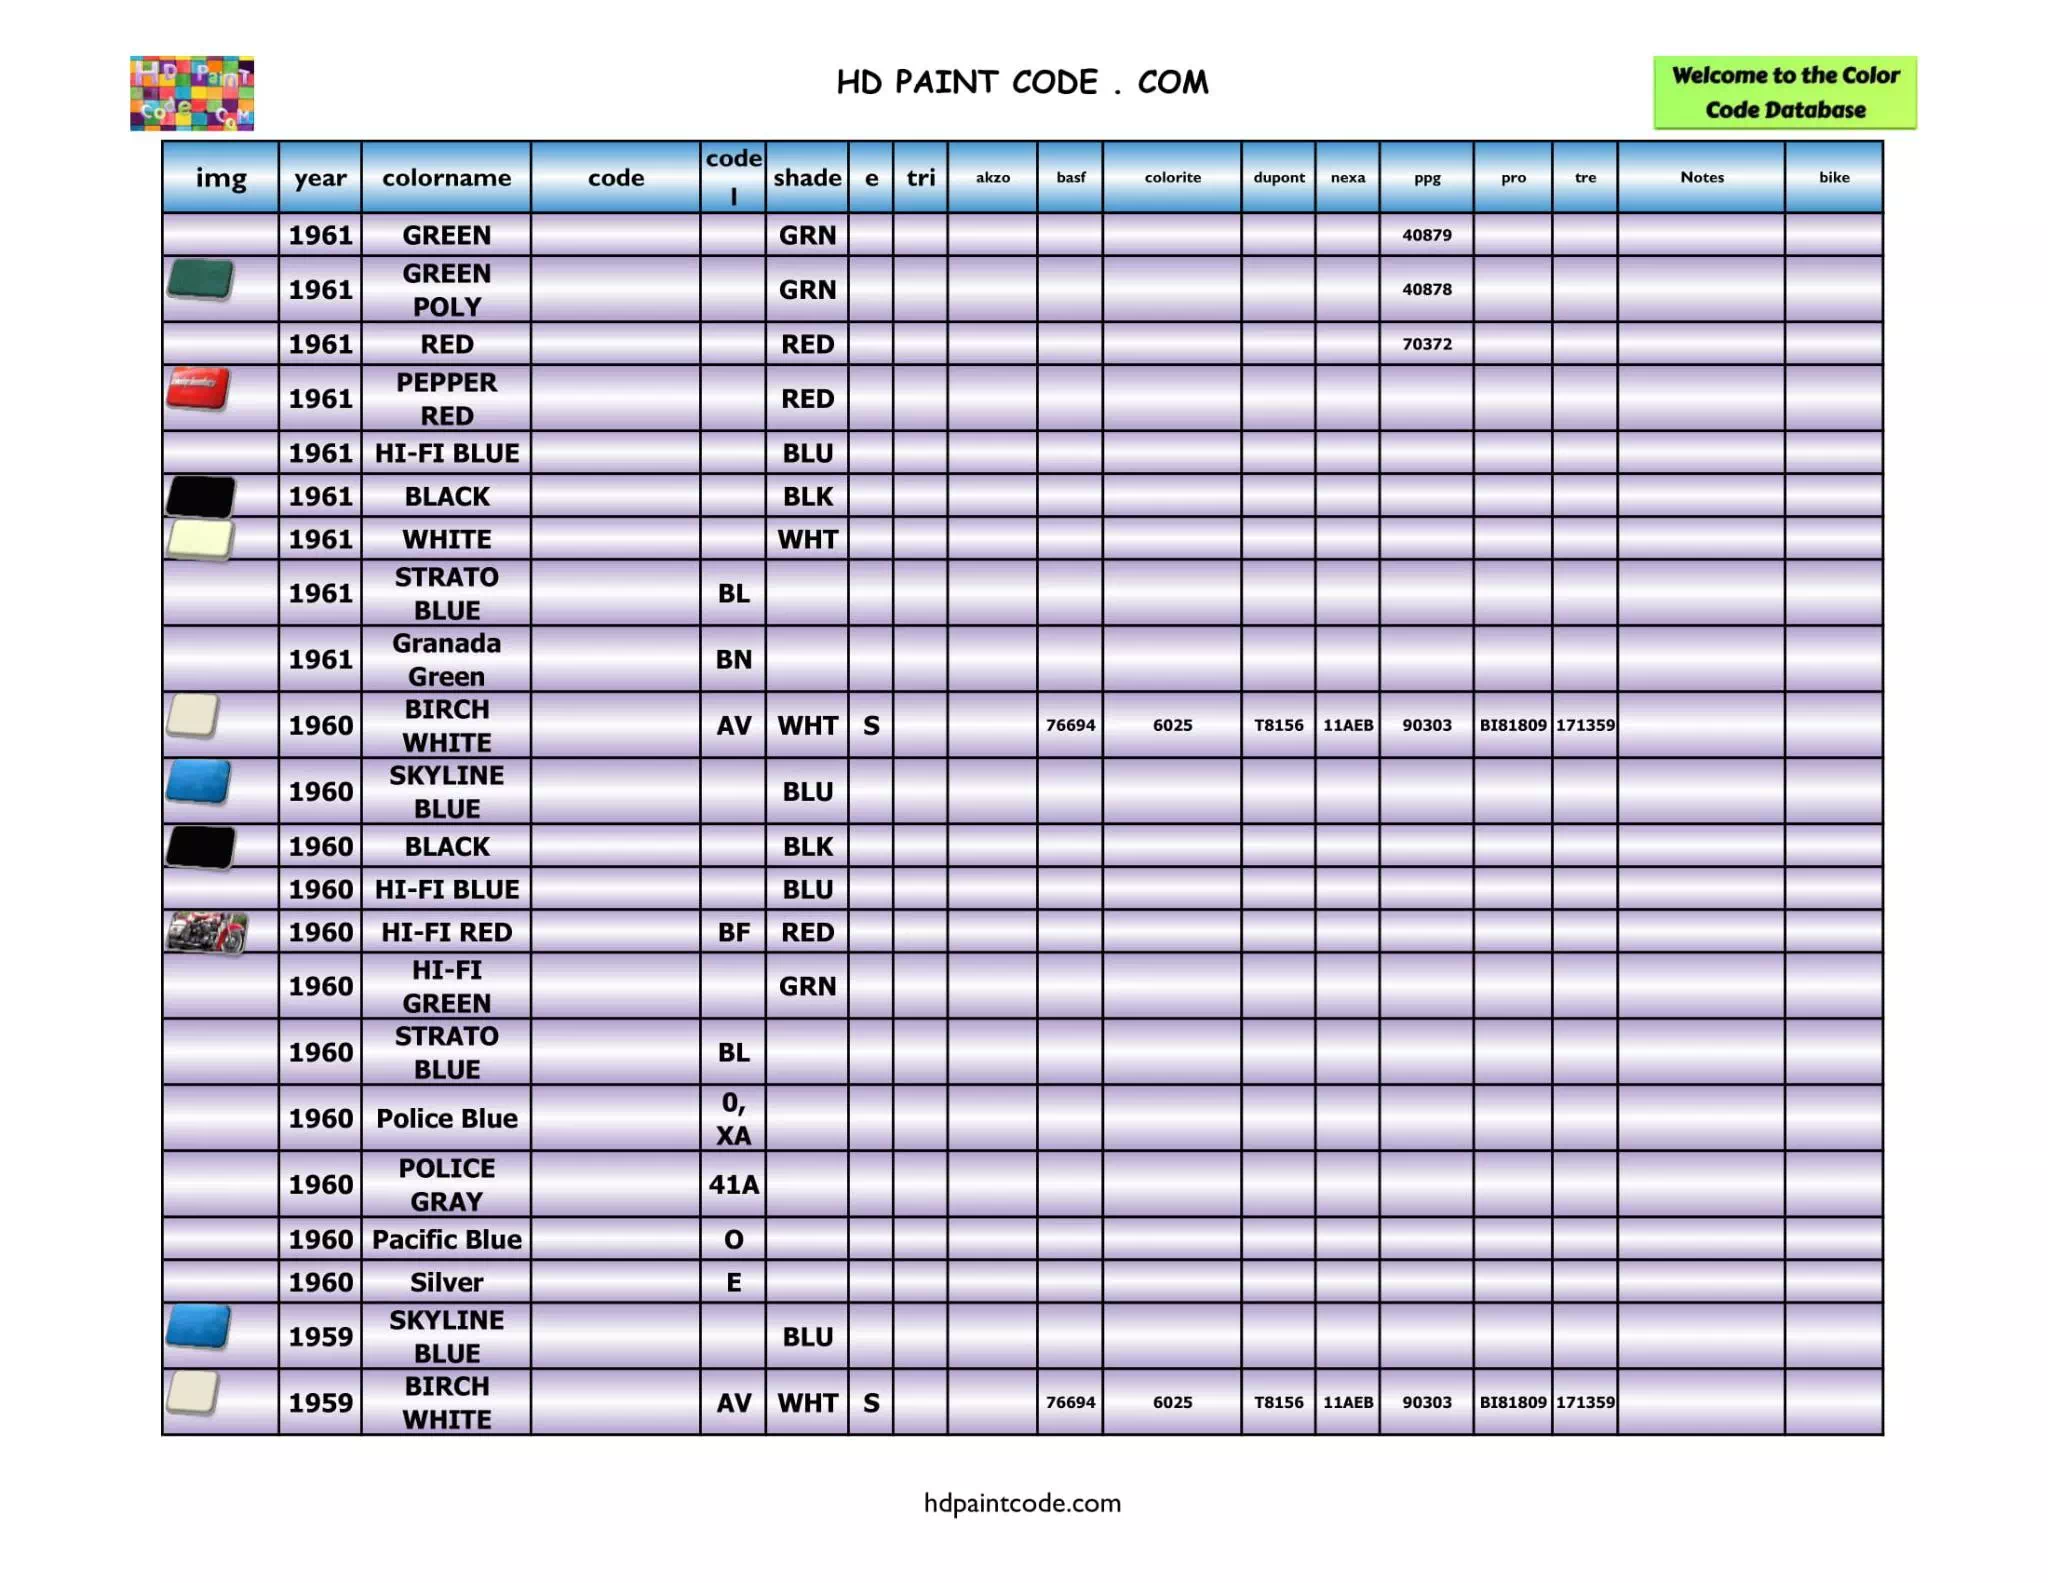 HD PainT
Code
CoM
HD PAINT CODE . COM
Welcome to the Color
Code Database
img year colorname code code l shade e tri akzo basf colorite dupont nexa ppg pro tre Notes bike
1961 GREEN GRN 40879
1961 GREEN POLY GRN 40878
1961 RED RED 70372
1961 PEPPER RED RED
1961 HI-FI BLUE BLU
1961 BLACK BLK
1961 WHITE WHT
1961 STRATO BLUE BL
1961 Granada Green BN
1960 BIRCH WHITE AV WHT S 76694 6025 T8156 11AEB 90303 BI81809 171359
1960 SKYLINE BLUE BLU
1960 BLACK BLK
1960 HI-FI BLUE BLU
1960 HI-FI RED BF RED
1960 HI-FI GREEN GRN
1960 STRATO BLUE BL
1960 Police Blue 0, XA
1960 POLICE GRAY 41A
1960 Pacific Blue O
1960 Silver E
1959 SKYLINE BLUE BLU
1959 BIRCH WHITE AV WHT S 76694 6025 T8156 11AEB 90303 BI81809 171359
hdpaintcode.com